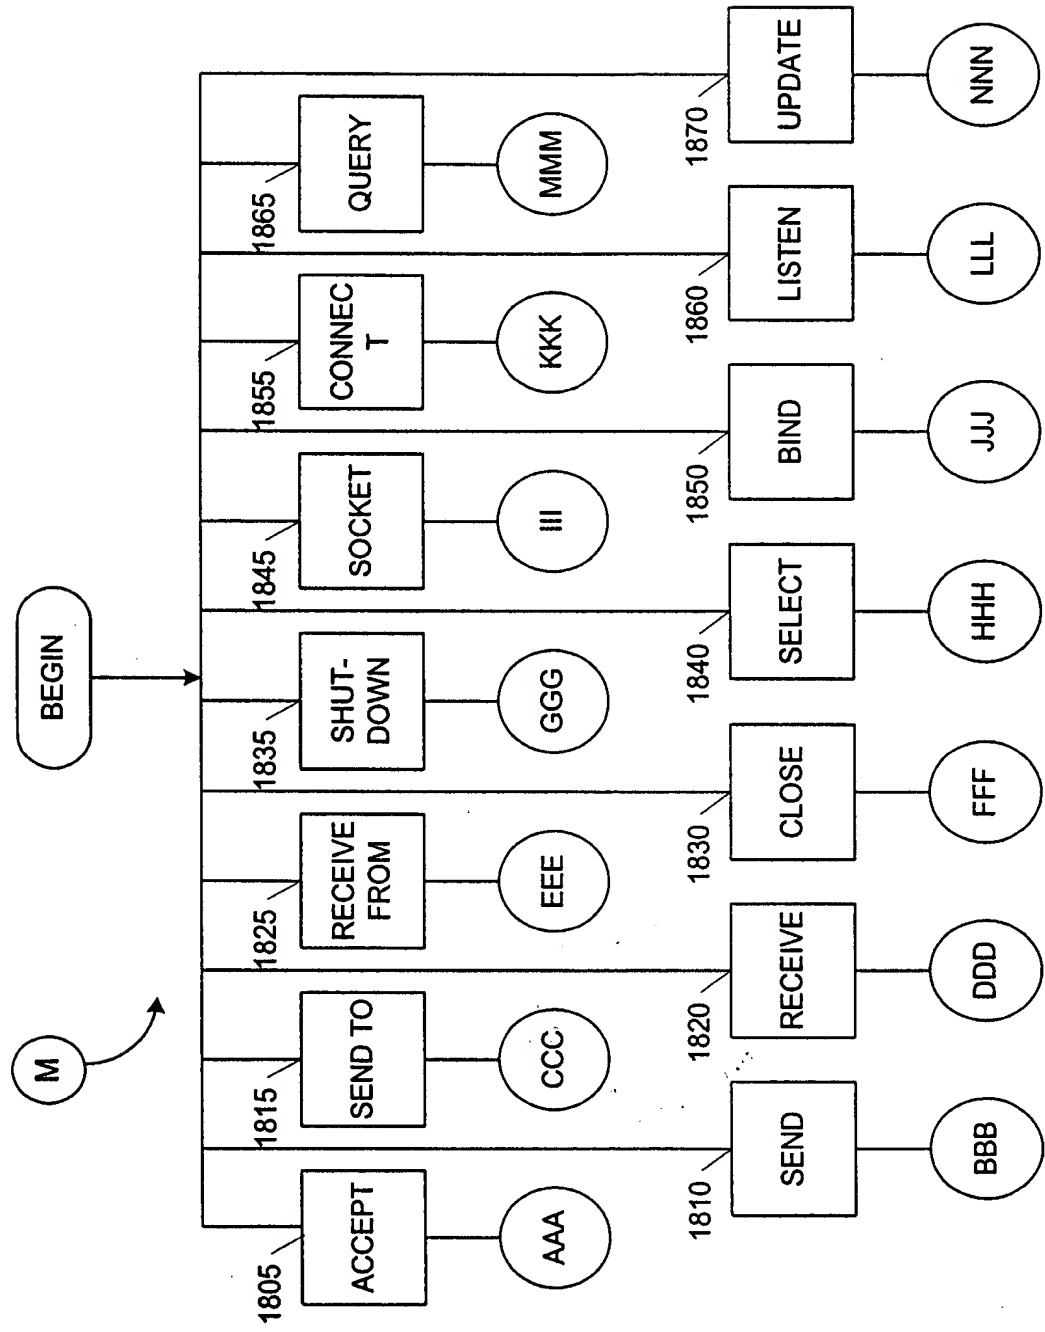 M
BEGIN
1805
ACCEPT
AAA
1815
SEND TO
CCC
1825
RECEIVE
FROM
EEE
1835
SHUT-
DOWN
GGG
1845
SOCKET
III
1855
CONNEC
T
KKK
1865
QUERY
MMM
1810
SEND
BBB
1820
RECEIVE
DDD
1830
CLOSE
FFF
1840
SELECT
HHH
1850
BIND
JJJ
1860
LISTEN
LLL
1870
UPDATE
NNN